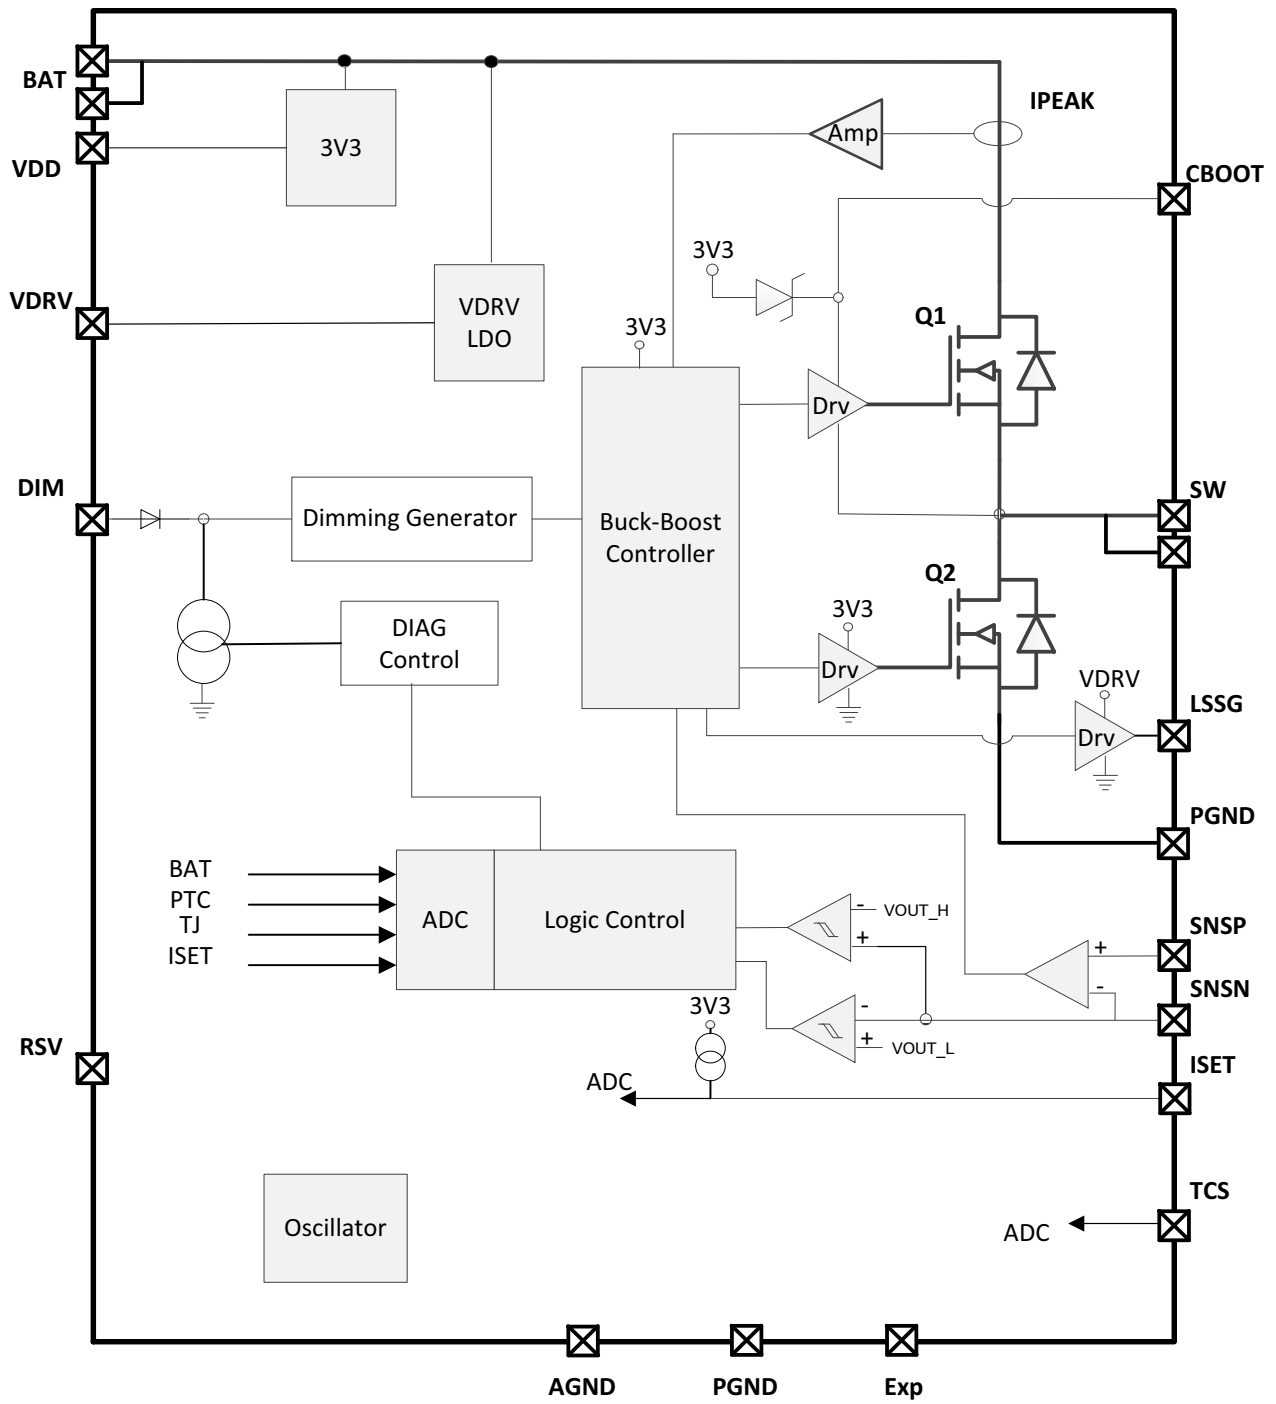 BAT
IPEAK
Amp
3V3
VDD
CBOOT
3V3
VDRV
VDRV
LDO
Q1
3V3
Drv
DIM
SW
Dimming Generator
Buck-Boost
Controller
Q2
3V3
DIAG
Control
Drv
VDRV
LSSG
Drv
PGND
BAT
PTC
TJ
ISET
ADC
Logic Control
-
VOUT_H
+
SNSP
+
-
SNSN
3V3
-
+
VOUT_L
RSV
ISET
ADC
TCS
ADC
Oscillator
AGND
PGND
Exp